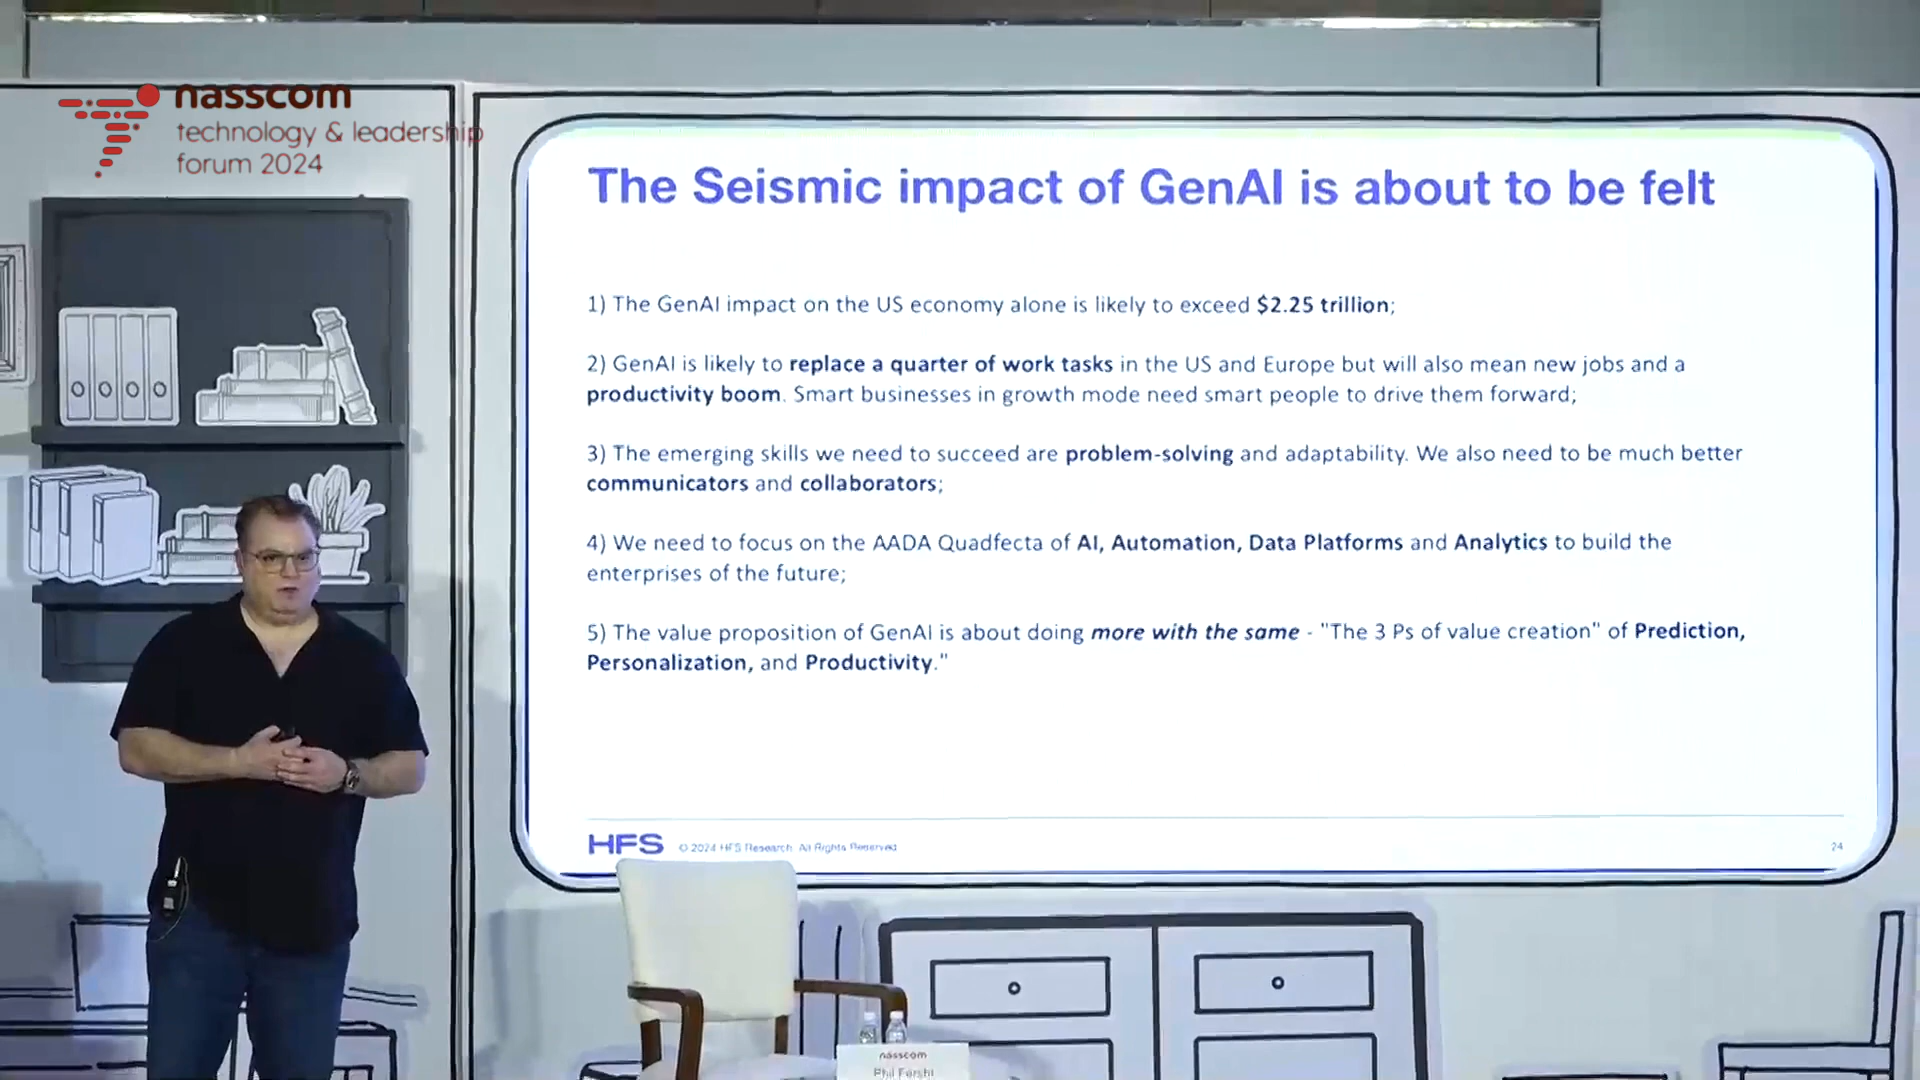 nasscom
technology & leadership
forum 2024
The Seismic impact of GenAI is about to be felt
1) The GenAI impact on the US economy alone is likely to exceed $2.25 trillion;
2) GenAI is likely to replace a quarter of work tasks in the US and Europe but will also mean new jobs and a
productivity boom. Smart businesses in growth mode need smart people to drive them forward;
3) The emerging skills we need to succeed are problem-solving and adaptability. We also need to be much better
communicators and collaborators;
4) We need to focus on the AADA Quadfecta of AI, Automation, Data Platforms and Analytics to build the
enterprises of the future;
5) The value proposition of GenAI is about doing more with the same - "The 3 Ps of value creation" of Prediction,
Personalization, and Productivity."
HFS © 2024 HFS Research. All Rights Reserved 24
nasscom
Phil Fersht